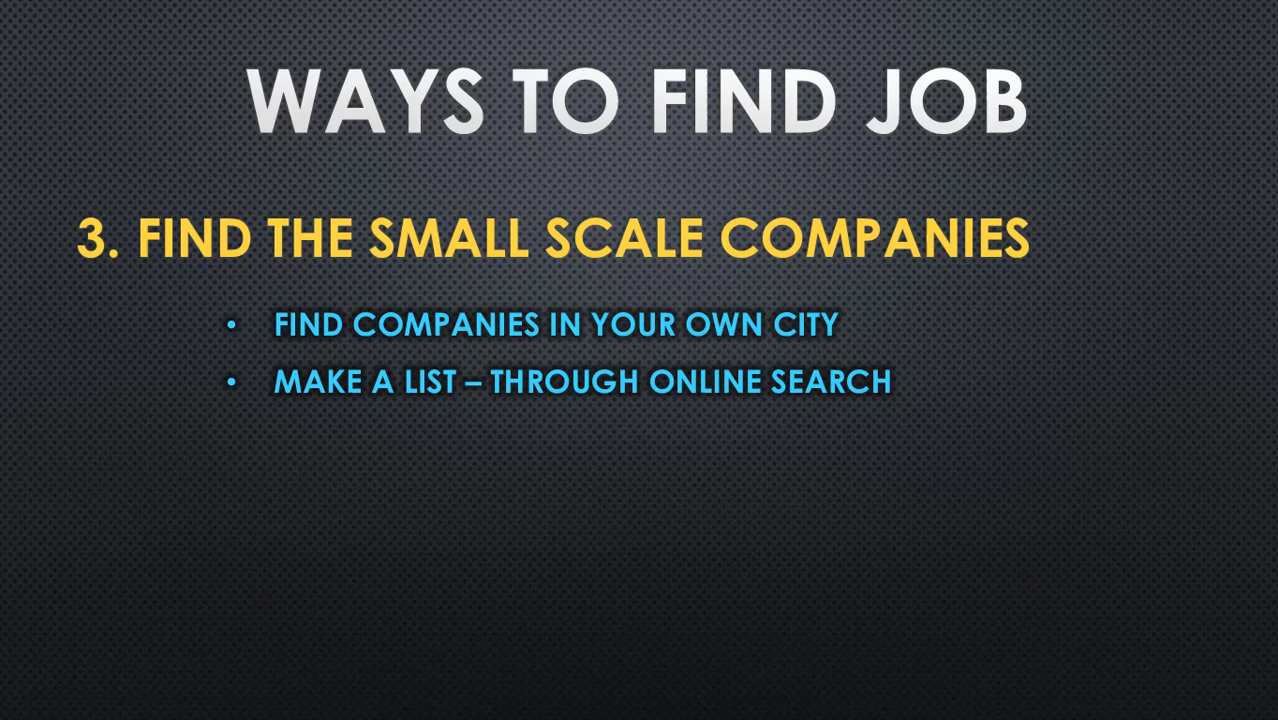 WAYS TO FIND JOB
3. FIND THE SMALL SCALE COMPANIES
• FIND COMPANIES IN YOUR OWN CITY
• MAKE A LIST – THROUGH ONLINE SEARCH